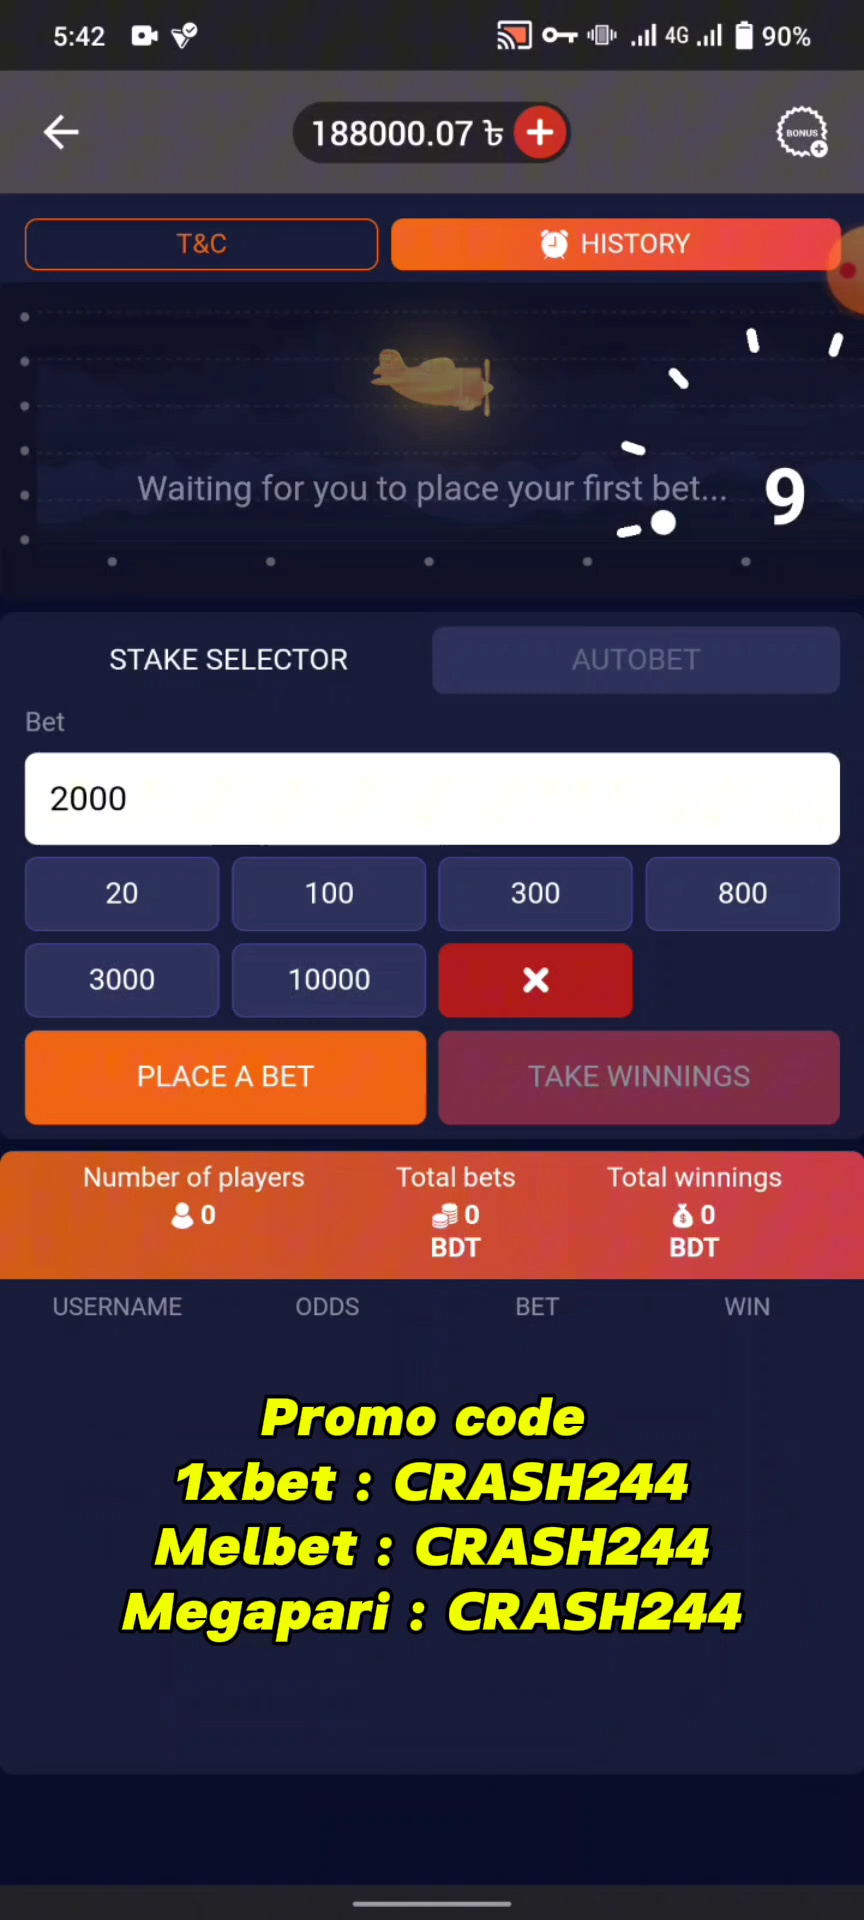 5:42 4G 90%
188000.07 ৳
BONUS
T&C HISTORY
Waiting for you to place your first bet... 9
STAKE SELECTOR AUTOBET
Bet
2000
20 100 300 800
3000 10000
PLACE A BET TAKE WINNINGS
Number of players Total bets Total winnings
0 0 0
BDT BDT
USERNAME ODDS BET WIN
Promo code
1xbet : CRASH244
Melbet : CRASH244
Megapari : CRASH244